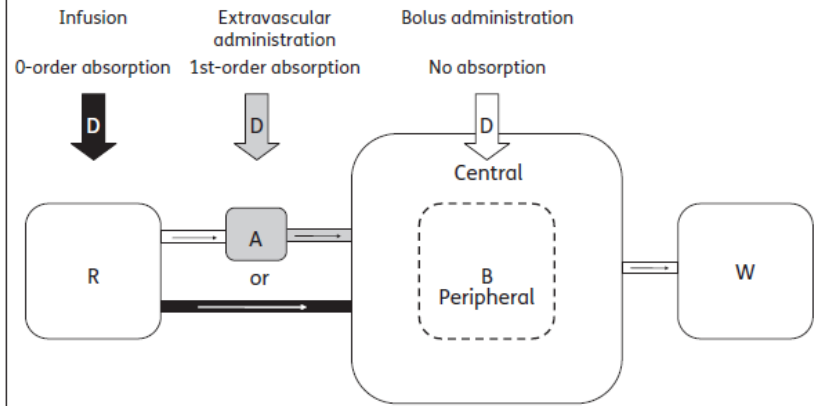 Infusion
Extravascular
administration
Bolus administration
0-order absorption
1st-order absorption
No absorption
D
D
D
Central
R
A
or
B
Peripheral
W